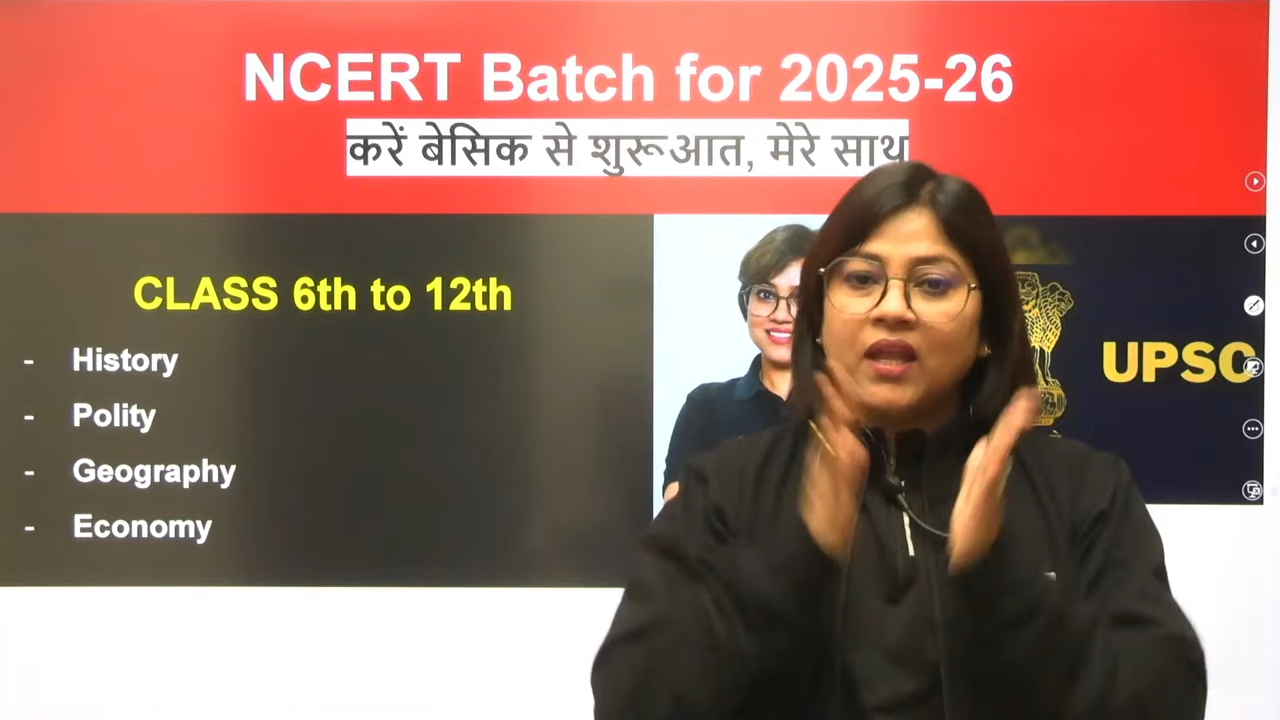 NCERT Batch for 2025-26
करें बेसिक से शुरूआत, मेरे साथ
CLASS 6th to 12th
- History
- Polity
- Geography
- Economy
UPSC